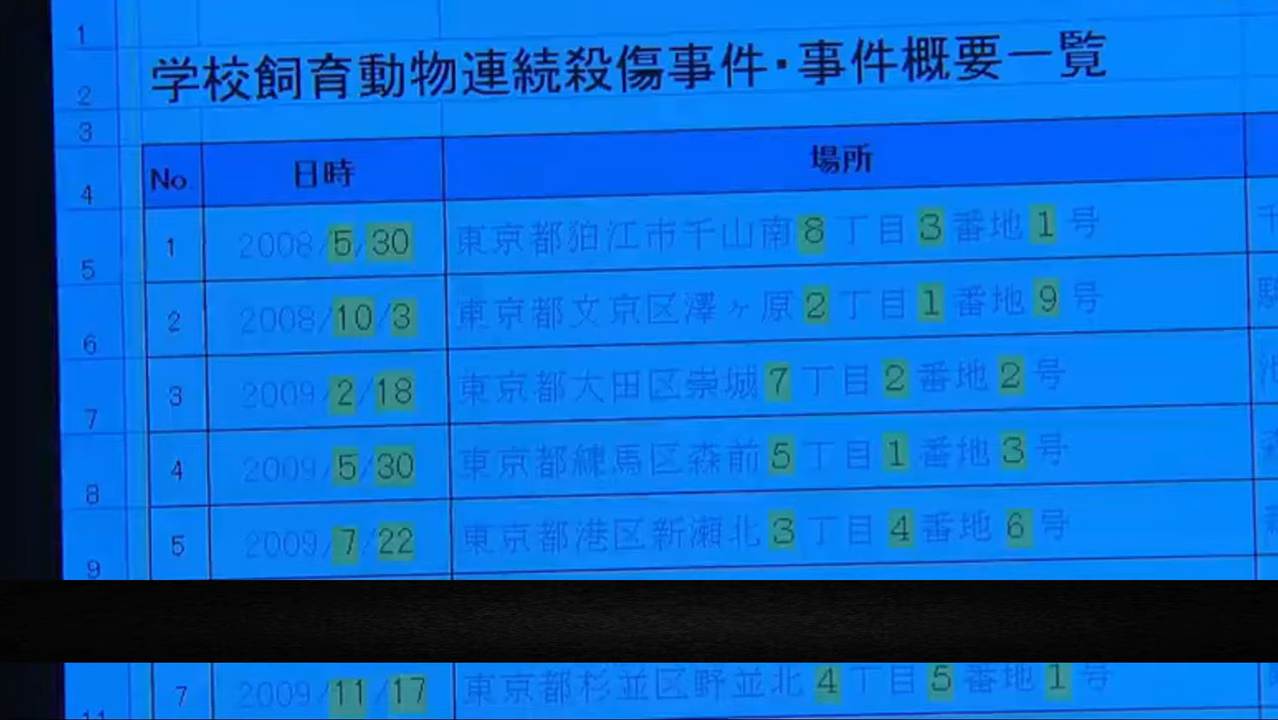 1
2 学校飼育動物連続殺傷事件・事件概要一覧
3
4 No 日時 場所
5 1 2008/5/30 東京都狛江市千山南8丁目3番地1号
6 2 2008/10/3 東京都文京区澤ヶ原2丁目1番地9号
7 3 2009/2/18 東京都大田区崇城7丁目2番地2号
8 4 2009/5/30 東京都練馬区森前5丁目1番地3号
9 5 2009/7/22 東京都港区新瀬北3丁目4番地6号
11 7 2009/11/17 東京都杉並区野並北4丁目5番地1号